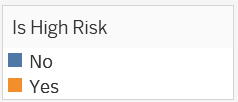 Is High Risk
No
Yes